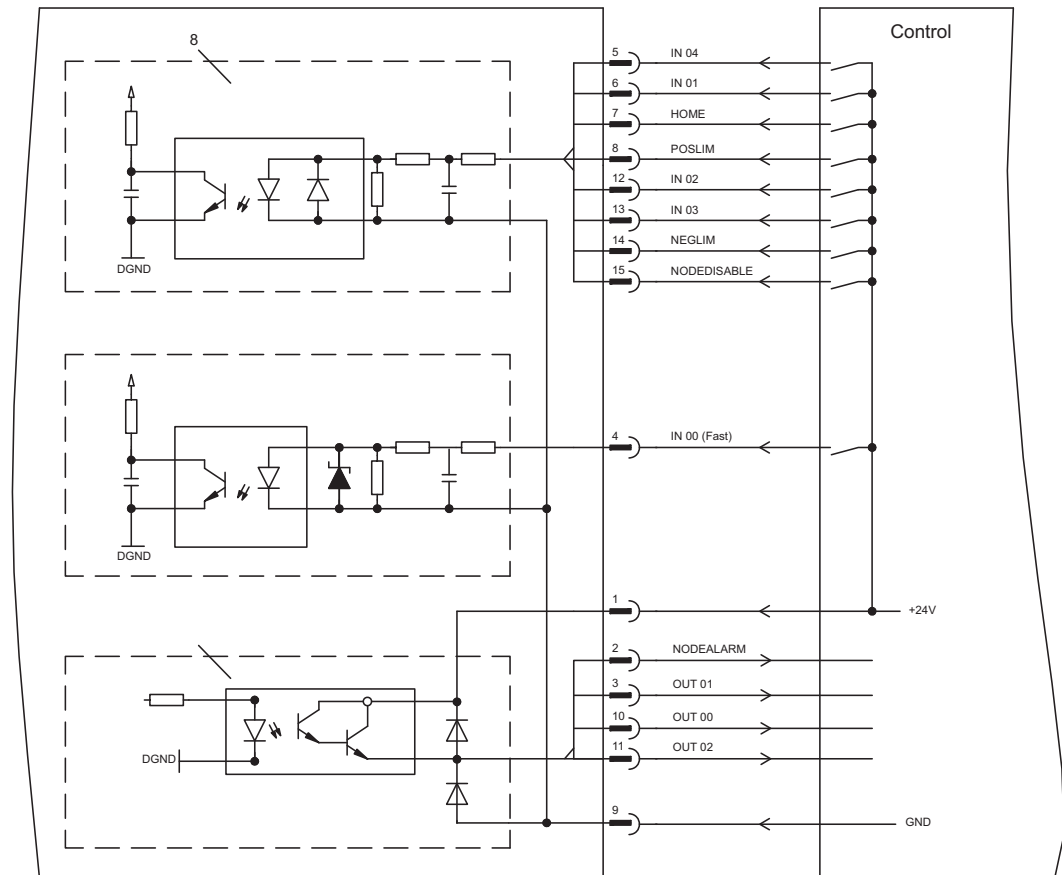 Control
8
5 IN 04
6 IN 01
7 HOME
8 POSLIM
12 IN 02
13 IN 03
14 NEGLIM
15 NODEDISABLE
DGND
4 IN 00 (Fast)
DGND
1 +24V
2 NODEALARM
3 OUT 01
10 OUT 00
11 OUT 02
DGND
9 GND